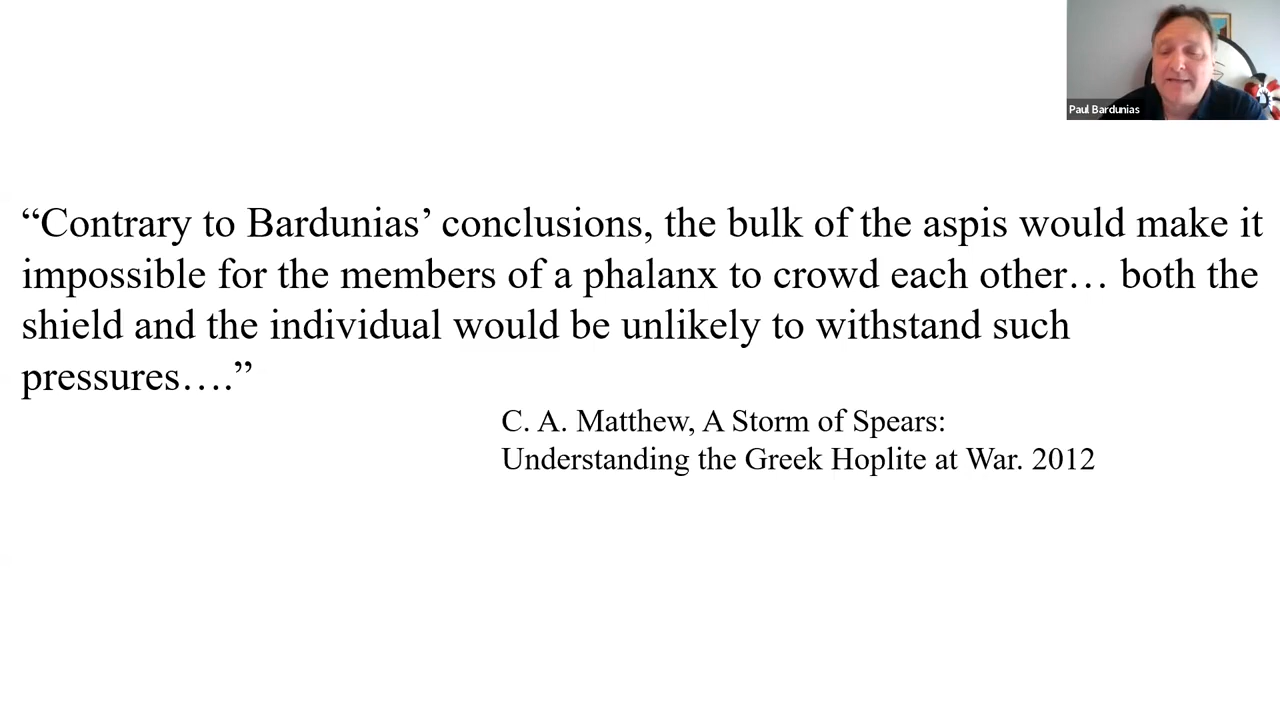 Paul Bardunias
“Contrary to Bardunias’ conclusions, the bulk of the aspis would make it
impossible for the members of a phalanx to crowd each other… both the
shield and the individual would be unlikely to withstand such
pressures….”
C. A. Matthew, A Storm of Spears:
Understanding the Greek Hoplite at War. 2012